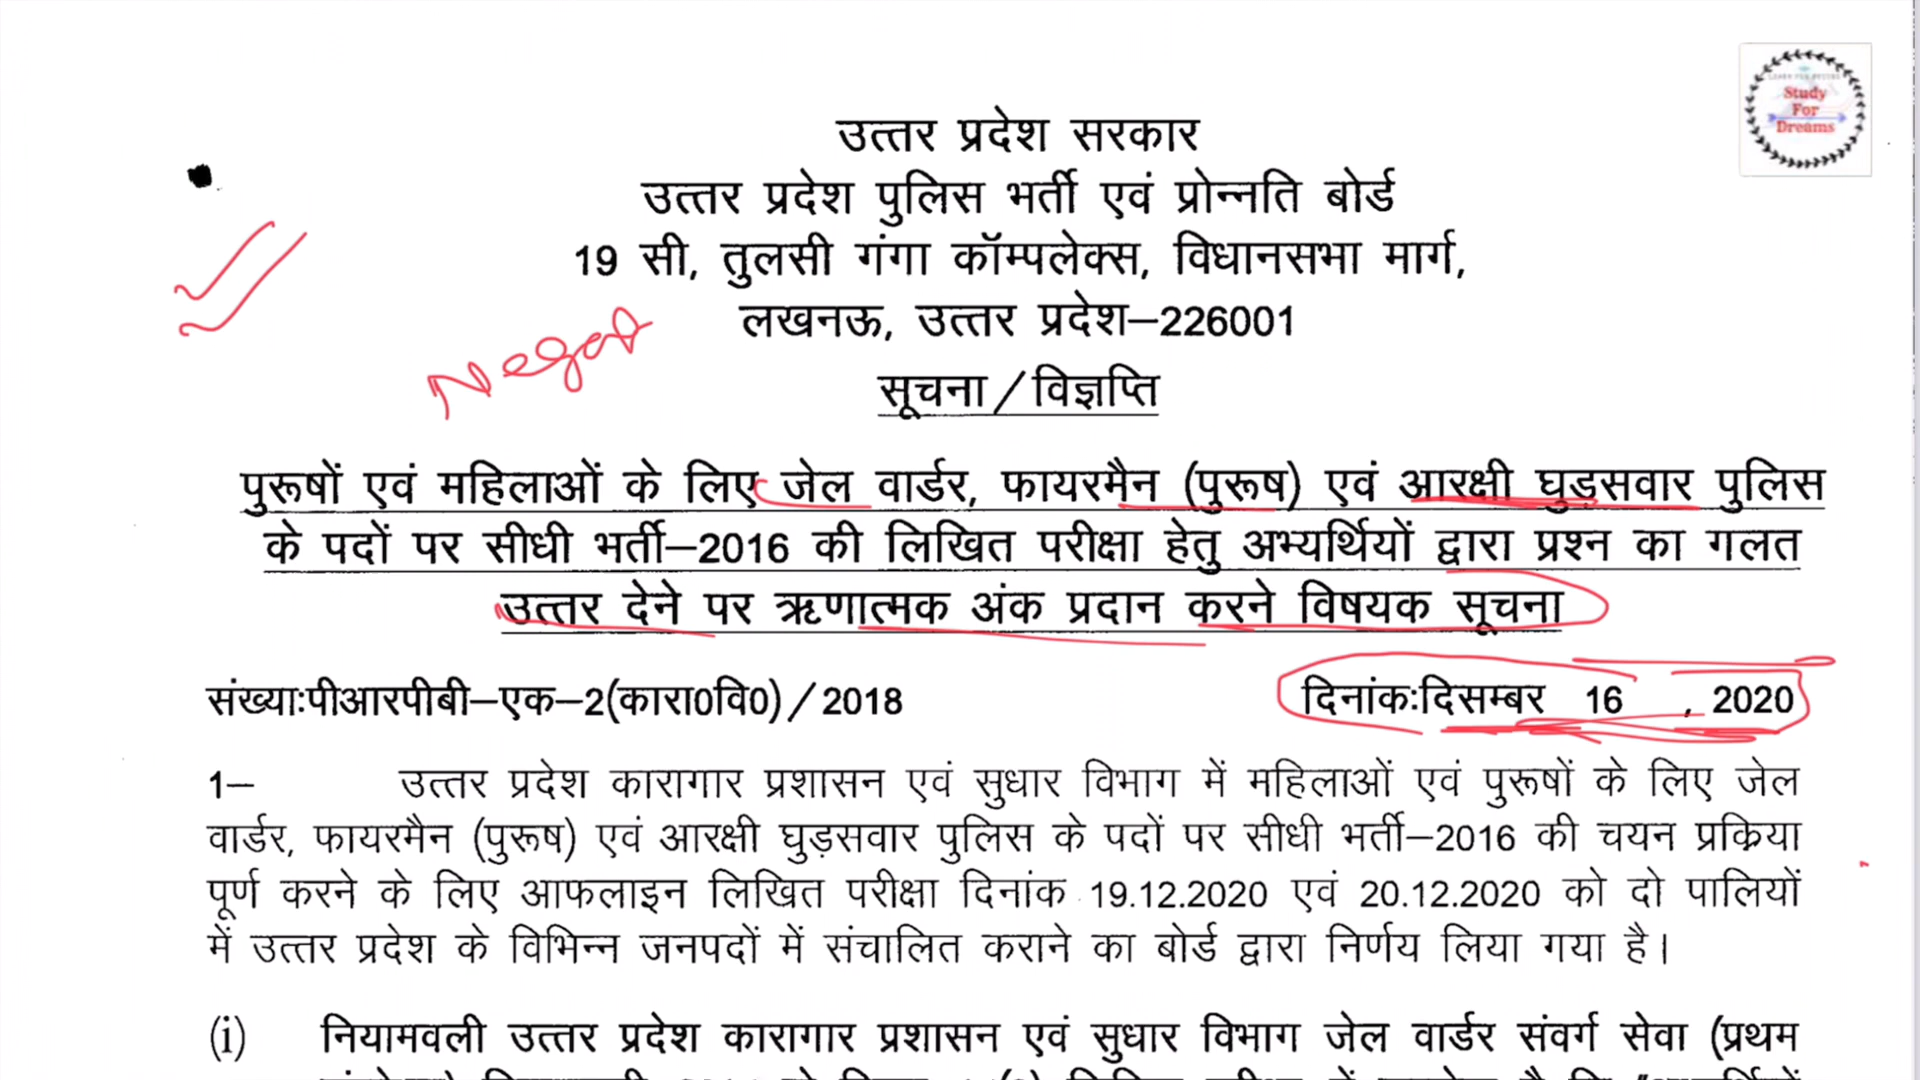 Study
For
Dreams
उत्तर प्रदेश सरकार
उत्तर प्रदेश पुलिस भर्ती एवं प्रोन्नति बोर्ड
19 सी, तुलसी गंगा कॉम्पलेक्स, विधानसभा मार्ग,
लखनऊ, उत्तर प्रदेश–226001
Negat
सूचना/विज्ञप्ति
पुरूषों एवं महिलाओं के लिए जेल वार्डर, फायरमैन (पुरूष) एवं आरक्षी घुड़सवार पुलिस
के पदों पर सीधी भर्ती–2016 की लिखित परीक्षा हेतु अभ्यर्थियों द्वारा प्रश्न का गलत
उत्तर देने पर ऋणात्मक अंक प्रदान करने विषयक सूचना
संख्याःपीआरपीबी–एक–2(कारा0वि0)/2018 दिनांकःदिसम्बर 16 , 2020
1– उत्तर प्रदेश कारागार प्रशासन एवं सुधार विभाग में महिलाओं एवं पुरूषों के लिए जेल
वार्डर, फायरमैन (पुरूष) एवं आरक्षी घुड़सवार पुलिस के पदों पर सीधी भर्ती–2016 की चयन प्रक्रिया
पूर्ण करने के लिए आफलाइन लिखित परीक्षा दिनांक 19.12.2020 एवं 20.12.2020 को दो पालियों
में उत्तर प्रदेश के विभिन्न जनपदों में संचालित कराने का बोर्ड द्वारा निर्णय लिया गया है।
(i) नियामवली उत्तर प्रदेश कारागार प्रशासन एवं सुधार विभाग जेल वार्डर संवर्ग सेवा (प्रथम